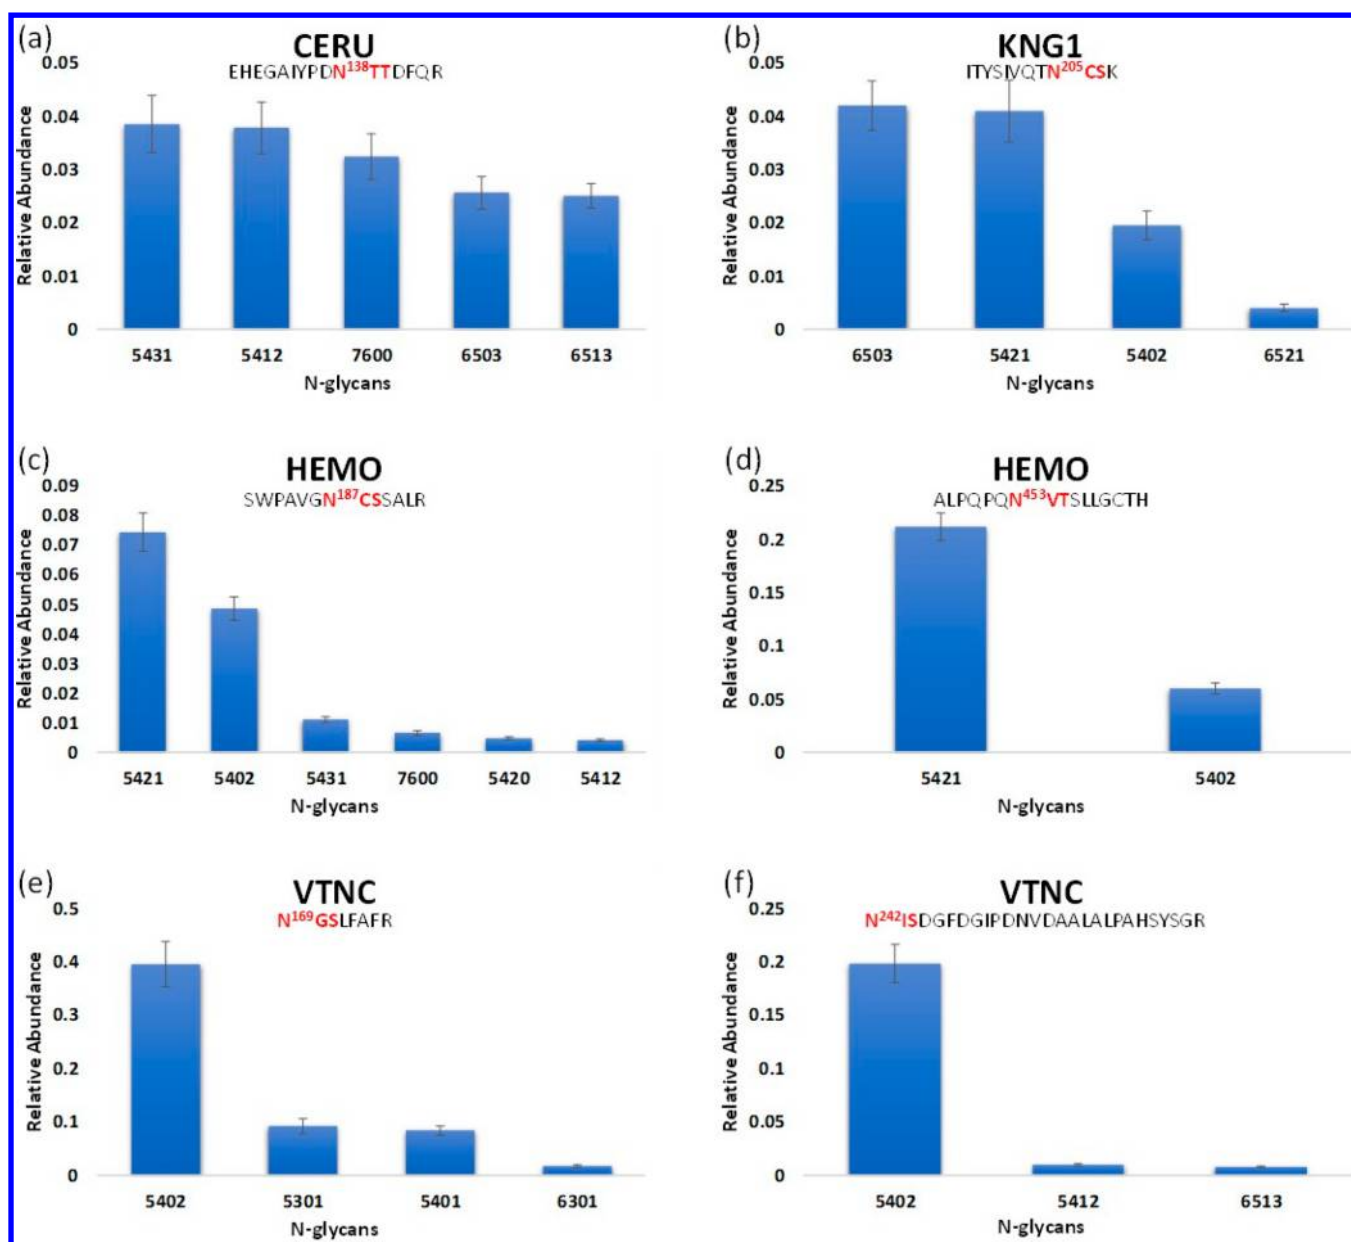 (a)
CERU
EHEGAIYPDN138TTDFQR
0.05
0.04
0.03
0.02
0.01
0
Relative Abundance
5431 5412 7600 6503 6513
N-glycans
(b)
KNG1
ITYSIVQTN205CSK
0.05
0.04
0.03
0.02
0.01
0
Relative Abundance
6503 5421 5402 6521
N-glycans
(c)
HEMO
SWPAVGN187CSSALR
0.09
0.08
0.07
0.06
0.05
0.04
0.03
0.02
0.01
0
Relative Abundance
5421 5402 5431 7600 5420 5412
N-glycans
(d)
HEMO
ALPQPQN453VTSLLGCTH
0.25
0.2
0.15
0.1
0.05
0
Relative Abundance
5421 5402
N-glycans
(e)
VTNC
N169GSLFAFR
0.5
0.4
0.3
0.2
0.1
0
Relative Abundance
5402 5301 5401 6301
N-glycans
(f)
VTNC
N242ISDGFDGIPDNVDAALALPAHSYSGR
0.25
0.2
0.15
0.1
0.05
0
Relative Abundance
5402 5412 6513
N-glycans